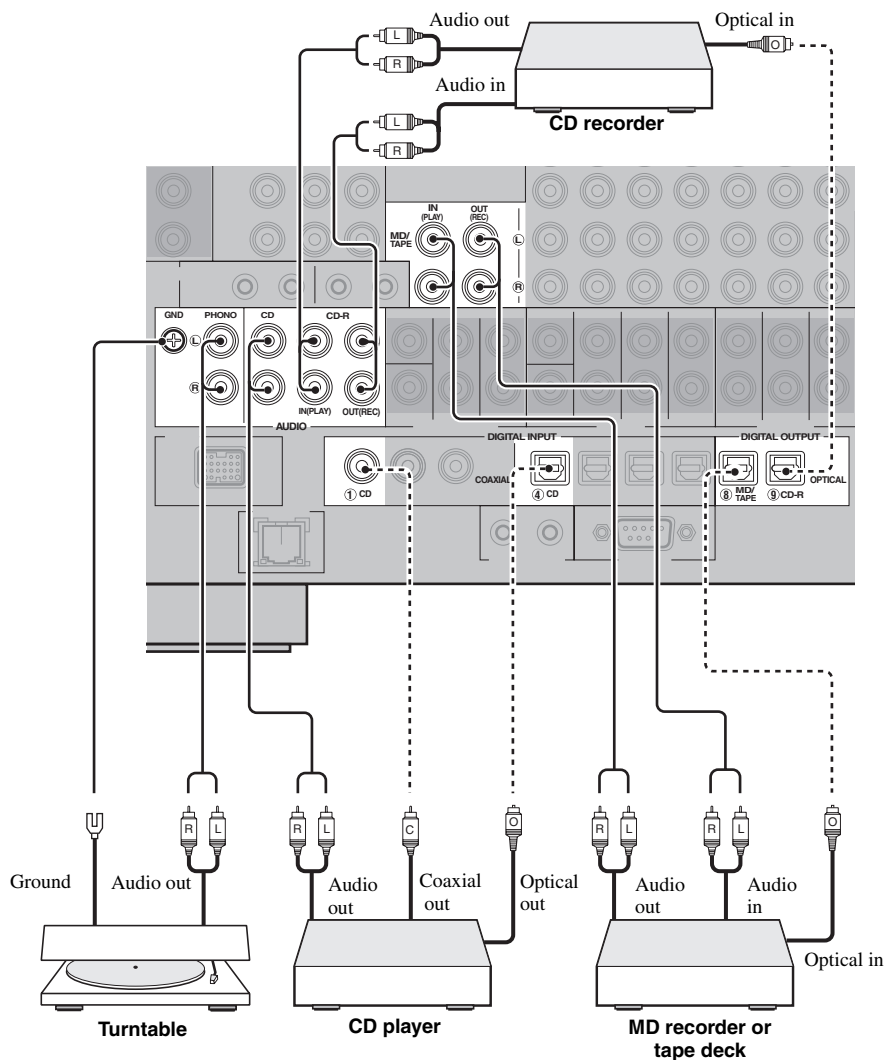 Audio out
Optical in
L
R
O
Audio in
L
R
CD recorder
IN
(PLAY)
OUT
(REC)
MD/
TAPE
L
R
GND
PHONO
CD
CD-R
L
R
IN(PLAY)
OUT(REC)
AUDIO
DIGITAL INPUT
DIGITAL OUTPUT
COAXIAL
OPTICAL
① CD
④ CD
⑧ MD/
TAPE
⑨ CD-R
R
L
R
L
C
O
R
L
R
L
O
Ground
Audio out
Audio
out
Coaxial
out
Optical
out
Audio
out
Audio
in
Optical in
Turntable
CD player
MD recorder or
tape deck